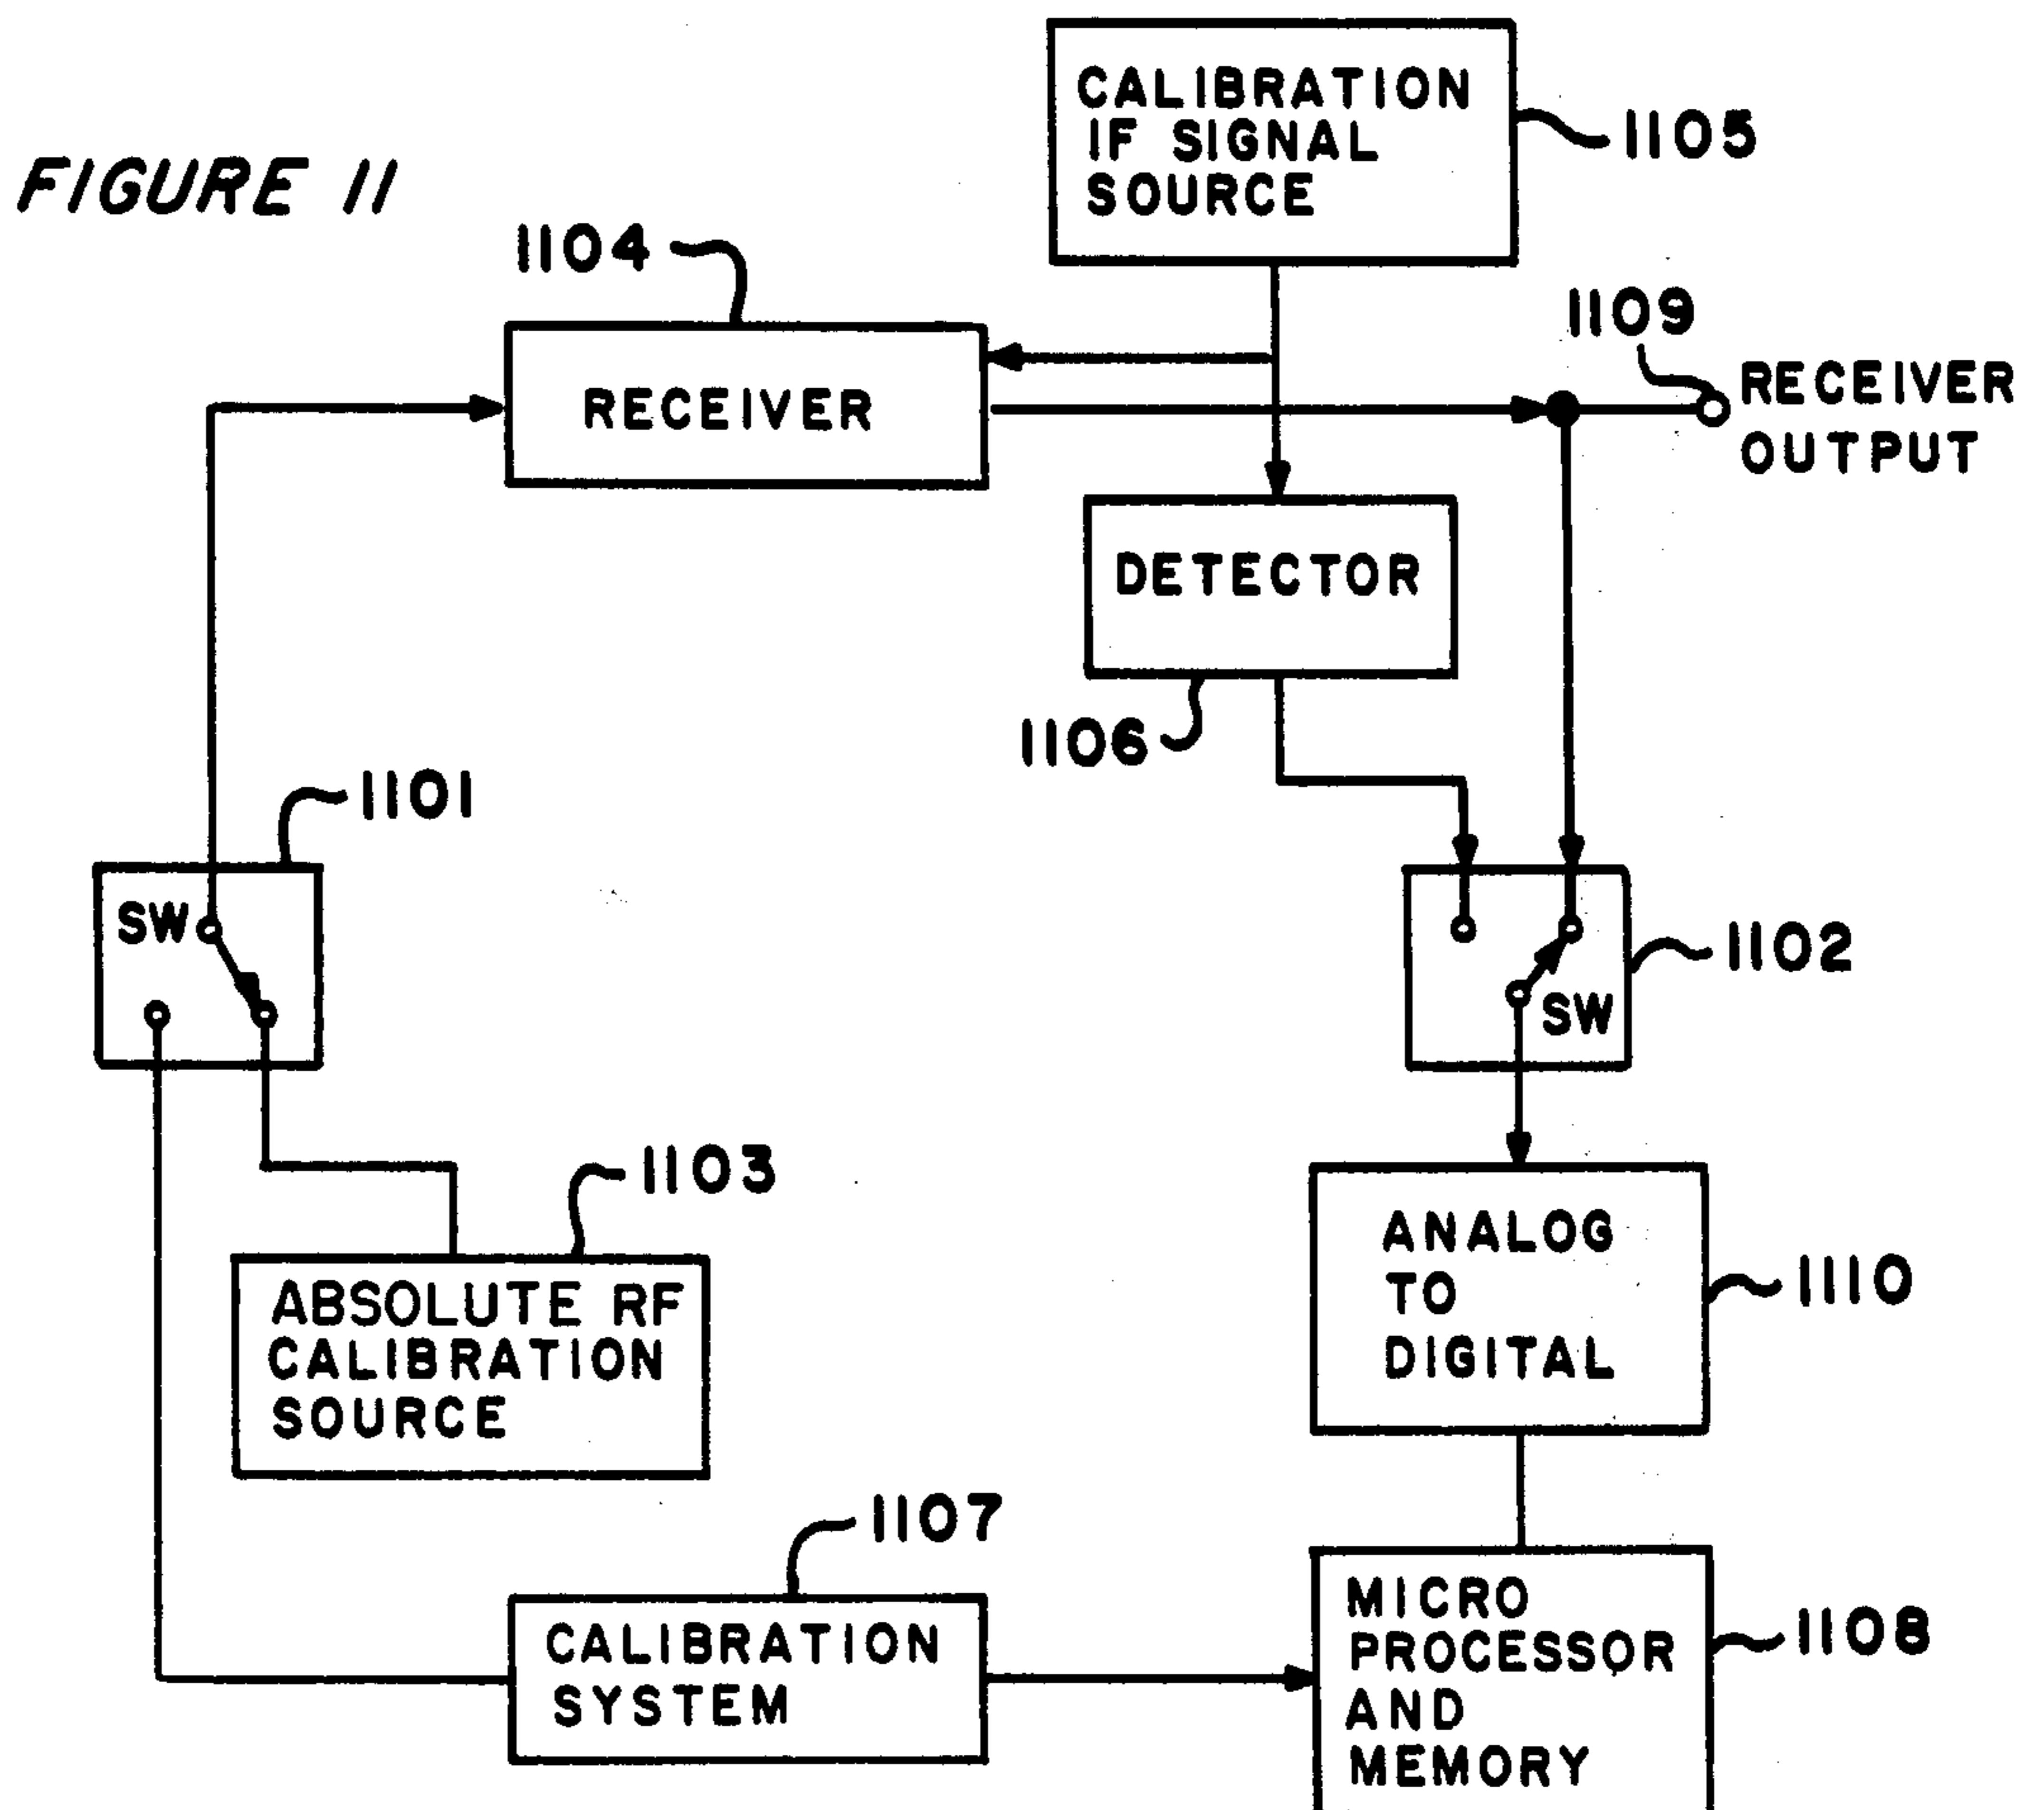 FIGURE 11
CALIBRATION
IF SIGNAL
SOURCE
1105
1104
RECEIVER
1109
RECEIVER
OUTPUT
DETECTOR
1106
1101
SW
1102
SW
1103
ABSOLUTE RF
CALIBRATION
SOURCE
ANALOG
TO
DIGITAL
1110
1107
CALIBRATION
SYSTEM
MICRO
PROCESSOR
AND
MEMORY
1108